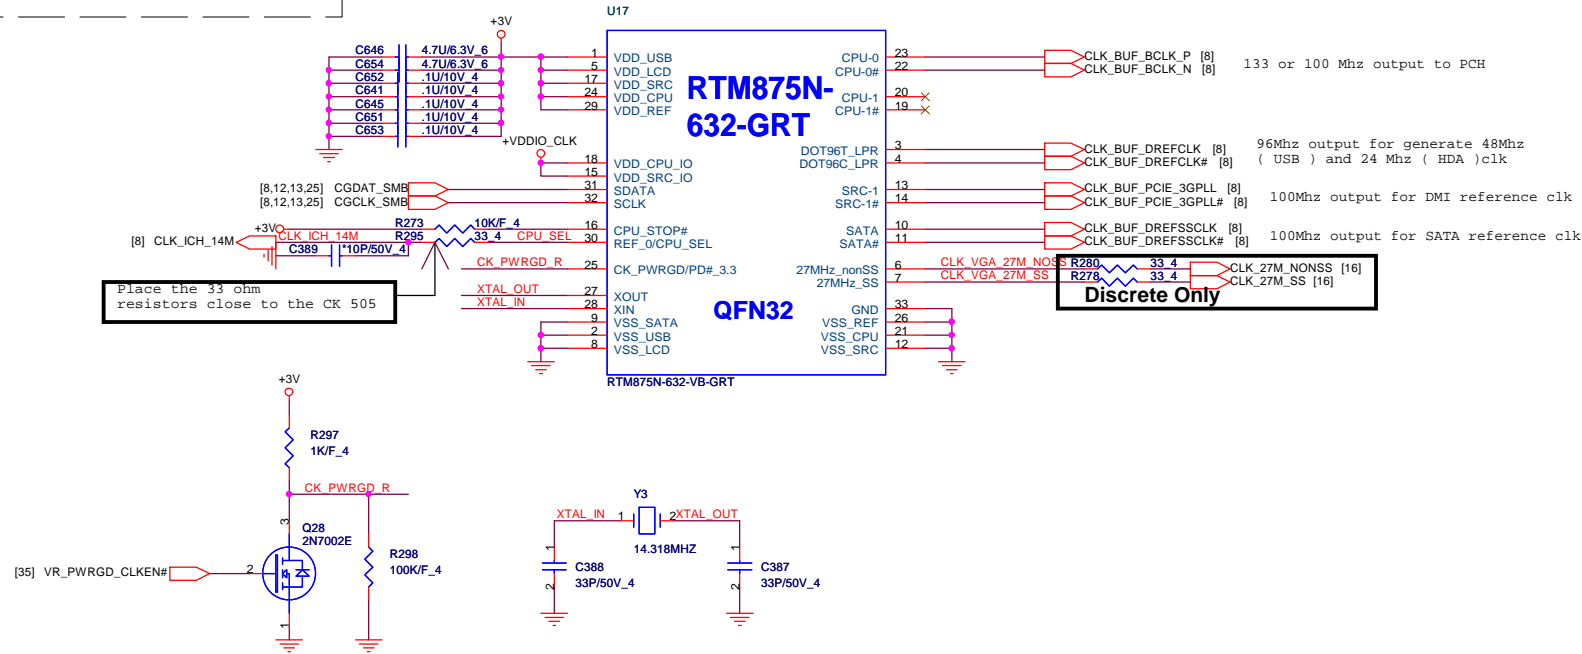 U17
+3V
C646 4.7U/6.3V_6
C654 4.7U/6.3V_6
C652 .1U/10V_4
C641 .1U/10V_4
C645 .1U/10V_4
C651 .1U/10V_4
C653 .1U/10V_4
+VDDIO_CLK
1 VDD_USB
5 VDD_LCD
17 VDD_SRC
24 VDD_CPU
29 VDD_REF
18 VDD_CPU_IO
15 VDD_SRC_IO
[8,12,13,25] CGDAT_SMB 31 SDATA
[8,12,13,25] CGCLK_SMB 32 SCLK
+3V R273 10K/F_4 16 CPU_STOP#
[8] CLK_ICH_14M CLK_ICH_14M R295 33_4 CPU_SEL 30 REF_0/CPU_SEL
C389 *10P/50V_4
CK_PWRGD_R 25 CK_PWRGD/PD#_3.3
XTAL_OUT 27 XOUT
XTAL_IN 28 XIN
9 VSS_SATA
2 VSS_USB
8 VSS_LCD
Place the 33 ohm
resistors close to the CK 505
RTM875N-
632-GRT
QFN32
RTM875N-632-VB-GRT
CPU-0 23 CLK_BUF_BCLK_P [8]
CPU-0# 22 CLK_BUF_BCLK_N [8]
133 or 100 Mhz output to PCH
CPU-1 20
CPU-1# 19
DOT96T_LPR 3 CLK_BUF_DREFCLK [8]
DOT96C_LPR 4 CLK_BUF_DREFCLK# [8]
96Mhz output for generate 48Mhz
( USB ) and 24 Mhz ( HDA )clk
SRC-1 13 CLK_BUF_PCIE_3GPLL [8]
SRC-1# 14 CLK_BUF_PCIE_3GPLL# [8]
100Mhz output for DMI reference clk
SATA 10 CLK_BUF_DREFSSCLK [8]
SATA# 11 CLK_BUF_DREFSSCLK# [8]
100Mhz output for SATA reference clk
27MHz_nonSS 6 CLK_VGA_27M_NOSS R280 33_4 CLK_27M_NONSS [16]
27MHz_SS 7 CLK_VGA_27M_SS R278 33_4 CLK_27M_SS [16]
Discrete Only
GND 33
VSS_REF 26
VSS_CPU 21
VSS_SRC 12
+3V
R297
1K/F_4
CK_PWRGD_R
3
Q28
2N7002E
[35] VR_PWRGD_CLKEN# 2
1
R298
100K/F_4
Y3
XTAL_IN 1 2 XTAL_OUT
14.318MHZ
1 C388 2
33P/50V_4
1 C387 2
33P/50V_4